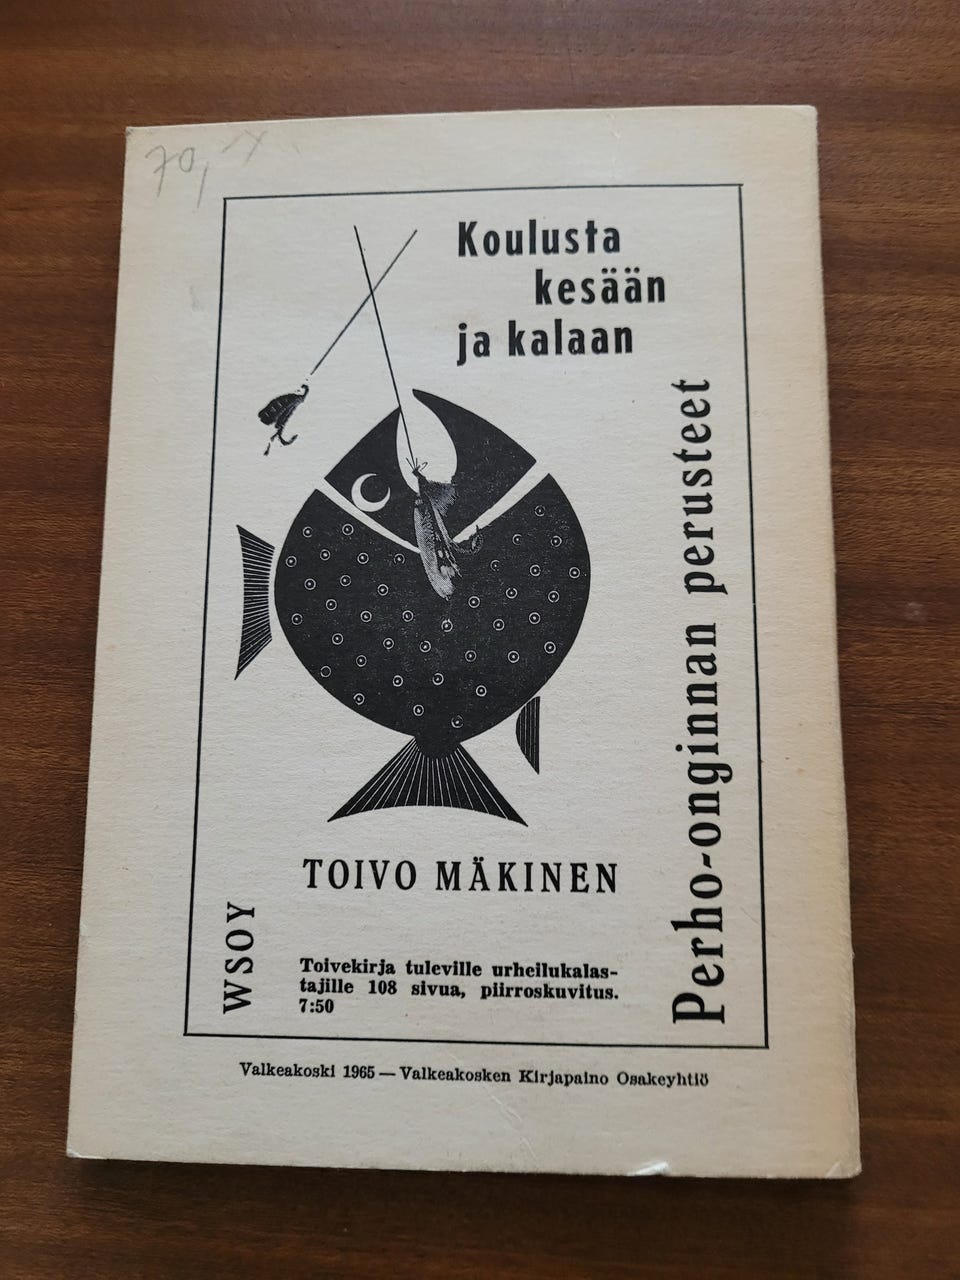 70,-
Koulusta
kesään
ja kalaan
Perho-onginnan perusteet
TOIVO MÄKINEN
WSOY
Toivekirja tuleville urheilukalas-
tajille 108 sivua, piirroskuvitus.
7:50
Valkeakoski 1965 — Valkeakosken Kirjapaino Osakeyhtiö